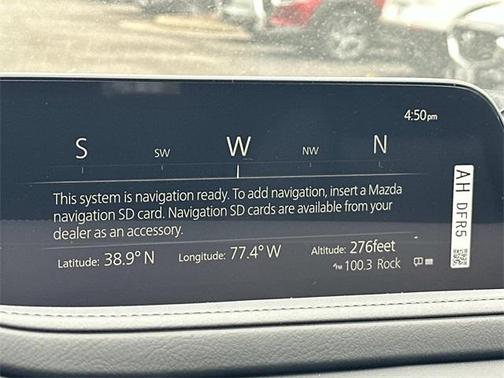 4:50pm
S SW W NW N
This system is navigation ready. To add navigation, insert a Mazda
navigation SD card. Navigation SD cards are available from your
dealer as an accessory.
Latitude: 38.9° N Longitude: 77.4° W Altitude: 276feet
100.3 Rock
AH DFR5